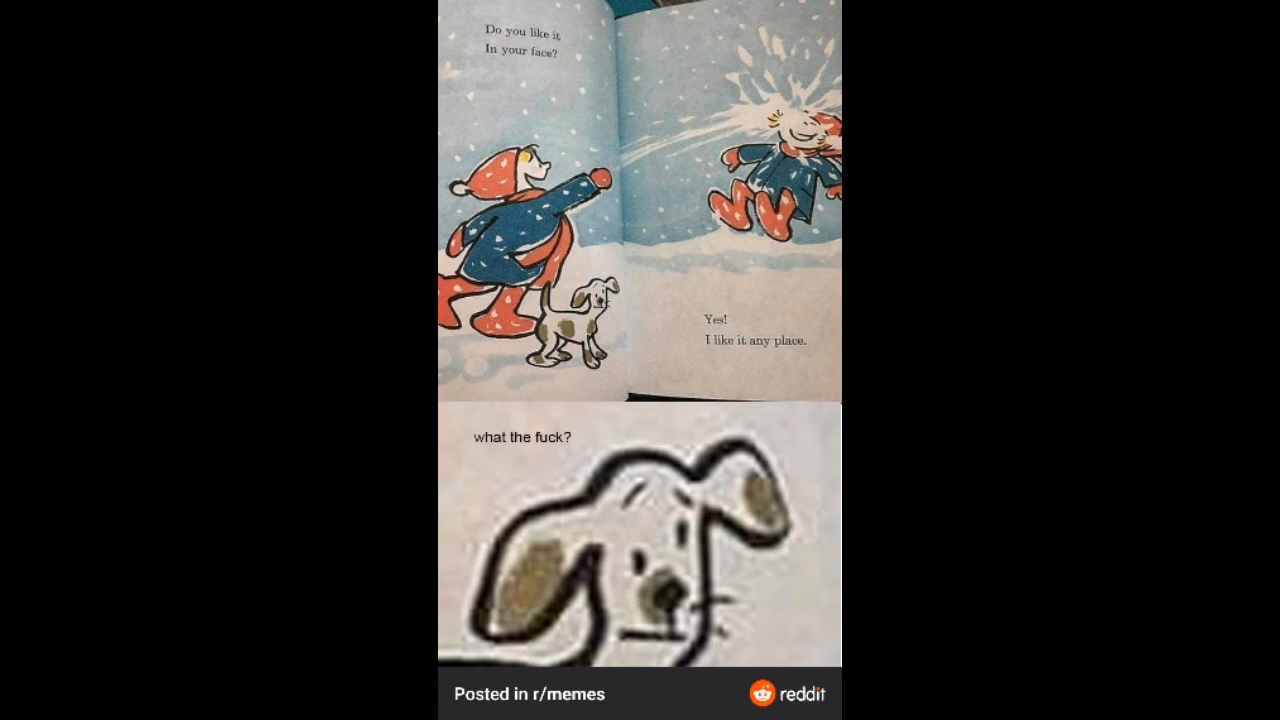 Do you like it
In your face?
Yes!
I like it any place.
what the fuck?
Posted in r/memes
reddit